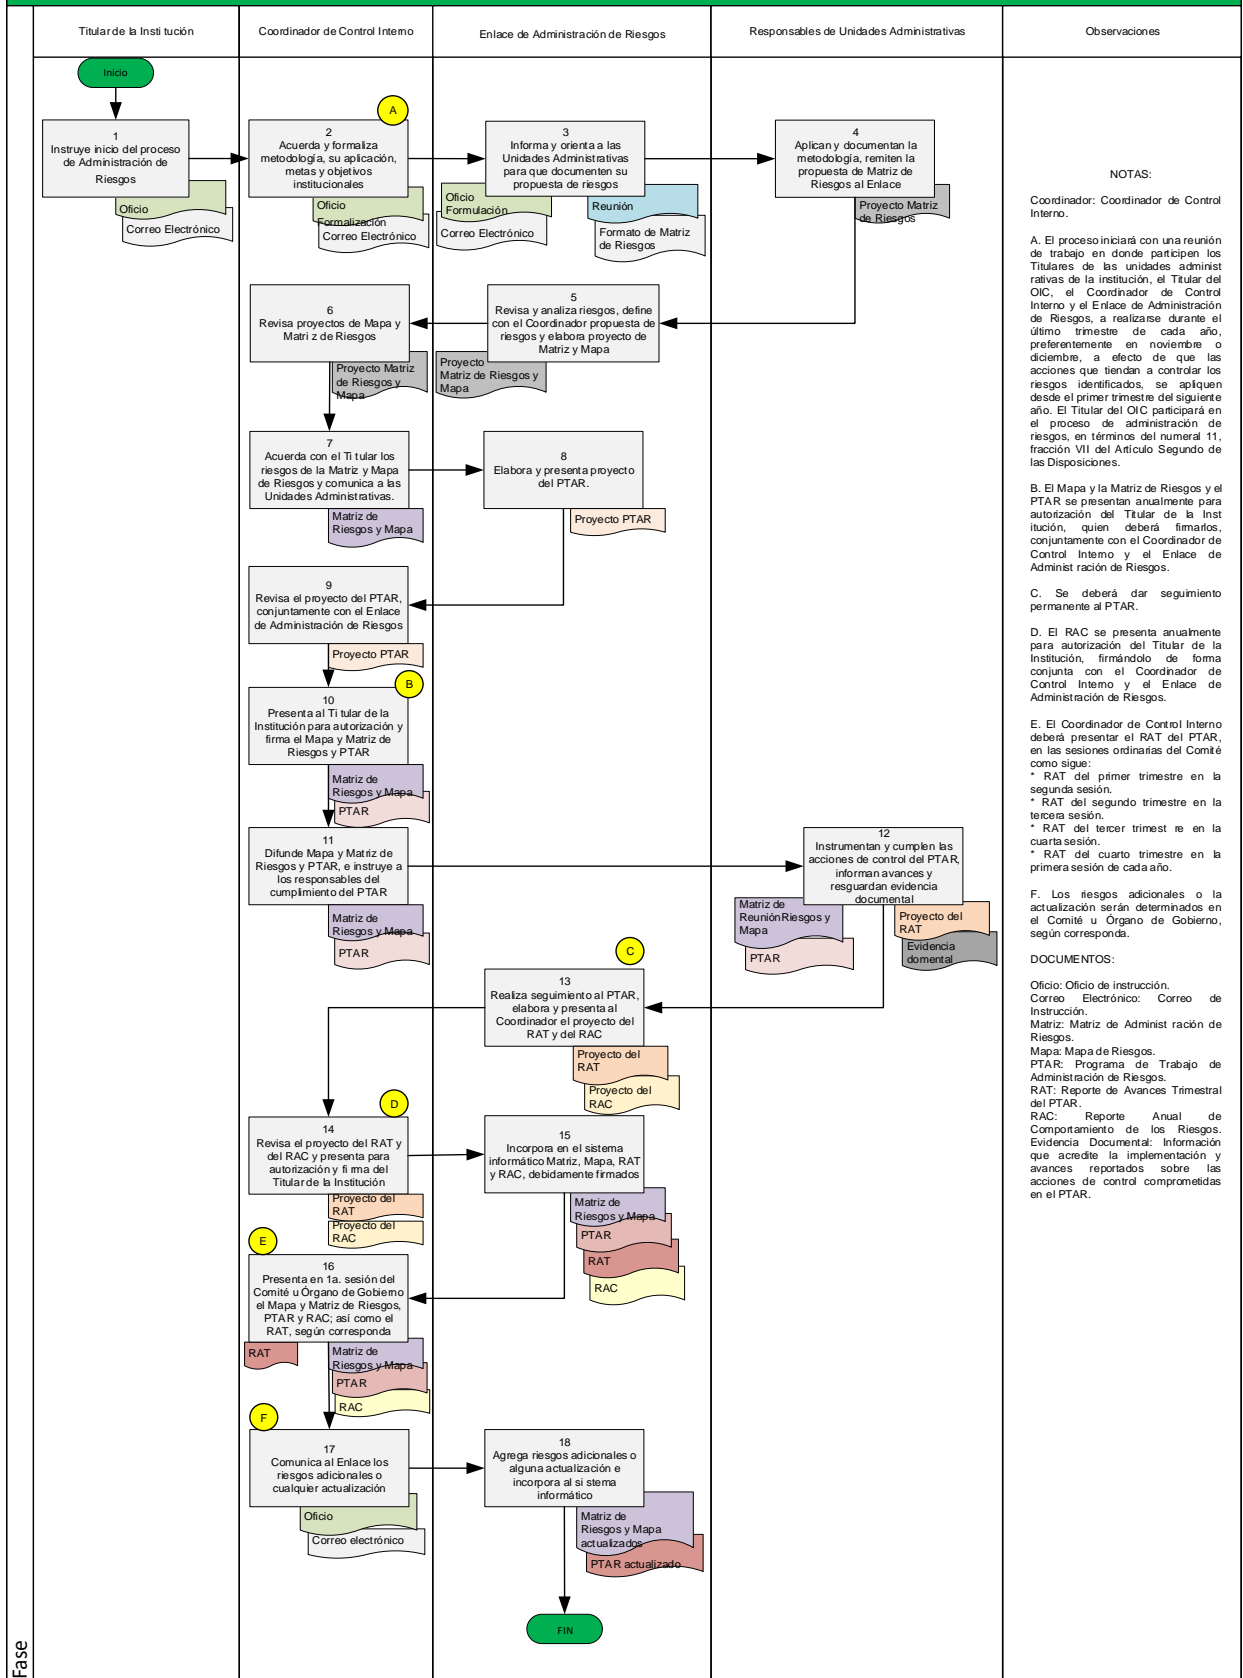 Titular de la Institución
Coordinador de Control Interno
Enlace de Administración de Riesgos
Responsables de Unidades Administrativas
Observaciones
Inicio
1
Instruye inicio del proceso
de Administración de
Riesgos
Oficio
Correo Electrónico
A
2
Acuerda y formaliza
metodología, su aplicación,
metas y objetivos
institucionales
Oficio
Formalización
Correo Electrónico
3
Informa y orienta a las
Unidades Administrativas
para que documenten su
propuesta de riesgos
Oficio
Formulación
Correo Electrónico
Reunión
Formato de Matriz
de Riesgos
4
Aplican y documentan la
metodología, remiten la
propuesta de Matriz de
Riesgos al Enlace
Proyecto Matriz
de Riesgos
5
Revisa y analiza riesgos, define
con el Coordinador propuesta de
riesgos y elabora proyecto de
Matriz y Mapa
Proyecto
Matriz de Riesgos y
Mapa
6
Revisa proyectos de Mapa y
Matriz de Riesgos
Proyecto Matriz
de Riesgos y
Mapa
7
Acuerda con el Titular los
riesgos de la Matriz y Mapa
de Riesgos y comunica a las
Unidades Administrativas.
Matriz de
Riesgos y Mapa
8
Elabora y presenta proyecto
del PTAR.
Proyecto PTAR
9
Revisa el proyecto del PTAR,
conjuntamente con el Enlace
de Administración de Riesgos
Proyecto PTAR
B
10
Presenta al Titular de la
Institución para autorización y
firma el Mapa y Matriz de
Riesgos y PTAR
Matriz de
Riesgos y Mapa
PTAR
11
Difunde Mapa y Matriz de
Riesgos y PTAR, e instruye a
los responsables del
cumplimiento del PTAR
Matriz de
Riesgos y Mapa
PTAR
12
Instrumentan y cumplen las
acciones de control del PTAR,
informan avances y
resguardan evidencia
documental
Matriz de
ReuniónRiesgos y
Mapa
PTAR
Proyecto del
RAT
Evidencia
domental
C
13
Realiza seguimiento al PTAR,
elabora y presenta al
Coordinador el proyecto del
RAT y del RAC
Proyecto del
RAT
Proyecto del
RAC
D
14
Revisa el proyecto del RAT y
del RAC y presenta para
autorización y firma del
Titular de la Institución
Proyecto del
RAT
Proyecto del
RAC
15
Incorpora en el sistema
informático Matriz, Mapa, RAT
y RAC, debidamente firmados
Matriz de
Riesgos y Mapa
PTAR
RAT
RAC
E
16
Presenta en 1a. sesión del
Comité u Órgano de Gobierno
el Mapa y Matriz de Riesgos,
PTAR y RAC; así como el
RAT, según corresponda
RAT
Matriz de
Riesgos y Mapa
PTAR
RAC
F
17
Comunica al Enlace los
riesgos adicionales o
cualquier actualización
Oficio
Correo electrónico
18
Agrega riesgos adicionales o
alguna actualización e
incorpora al sistema
informático
Matriz de
Riesgos y Mapa
actualizados
PTAR actualizado
FIN
Fase
NOTAS:
Coordinador: Coordinador de Control
Interno.
A. El proceso iniciará con una reunión
de trabajo en donde participen los
Titulares de las unidades administ
rativas de la institución, el Titular del
OIC, el Coordinador de Control
Interno y el Enlace de Administración
de Riesgos, a realizarse durante el
último trimestre de cada año,
preferentemente en noviembre o
diciembre, a efecto de que las
acciones que tiendan a controlar los
riesgos identificados, se apliquen
desde el primer trimestre del siguiente
año. El Titular del OIC participará en
el proceso de administración de
riesgos, en términos del numeral 11,
fracción VII del Artículo Segundo de
las Disposiciones.
B. El Mapa y la Matriz de Riesgos y el
PTAR se presentan anualmente para
autorización del Titular de la Inst
itución, quien deberá firmarlos,
conjuntamente con el Coordinador de
Control Interno y el Enlace de
Administ ración de Riesgos.
C. Se deberá dar seguimiento
permanente al PTAR.
D. El RAC se presenta anualmente
para autorización del Titular de la
Institución, firmándolo de forma
conjunta con el Coordinador de
Control Interno y el Enlace de
Administración de Riesgos.
E. El Coordinador de Control Interno
deberá presentar el RAT del PTAR,
en las sesiones ordinarias del Comité
como sigue:
* RAT del primer trimestre en la
segunda sesión.
* RAT del segundo trimestre en la
tercera sesión.
* RAT del tercer trimest re en la
cuarta sesión.
* RAT del cuarto trimestre en la
primera sesión de cada año.
F. Los riesgos adicionales o la
actualización serán determinados en
el Comité u Órgano de Gobierno,
según corresponda.
DOCUMENTOS:
Oficio: Oficio de instrucción.
Correo Electrónico: Correo de
Instrucción.
Matriz: Matriz de Administ ración de
Riesgos.
Mapa: Mapa de Riesgos.
PTAR: Programa de Trabajo de
Administración de Riesgos.
RAT: Reporte de Avances Trimestral
del PTAR.
RAC: Reporte Anual de
Comportamiento de los Riesgos.
Evidencia Documental: Información
que acredite la implementación y
avances reportados sobre las
acciones de control comprometidas
en el PTAR.